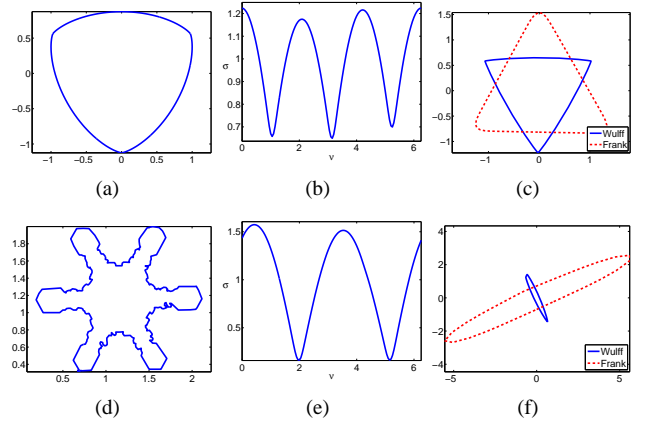 0.5
0
−0.5
−1
−1 −0.5 0 0.5 1
(a)
1.2
1.1
1
0.9
0.8
0.7
σ
0 2 4 6
ν
(b)
1.5
1
0.5
0
−0.5
−1
−1 0 1
Wulff
Frank
(c)
1.8
1.6
1.4
1.2
1
0.8
0.6
0.4
0.5 1 1.5 2
(d)
1.5
1
0.5
σ
0 2 4 6
ν
(e)
4
2
0
−2
−4
−5 0 5
Wulff
Frank
(f)